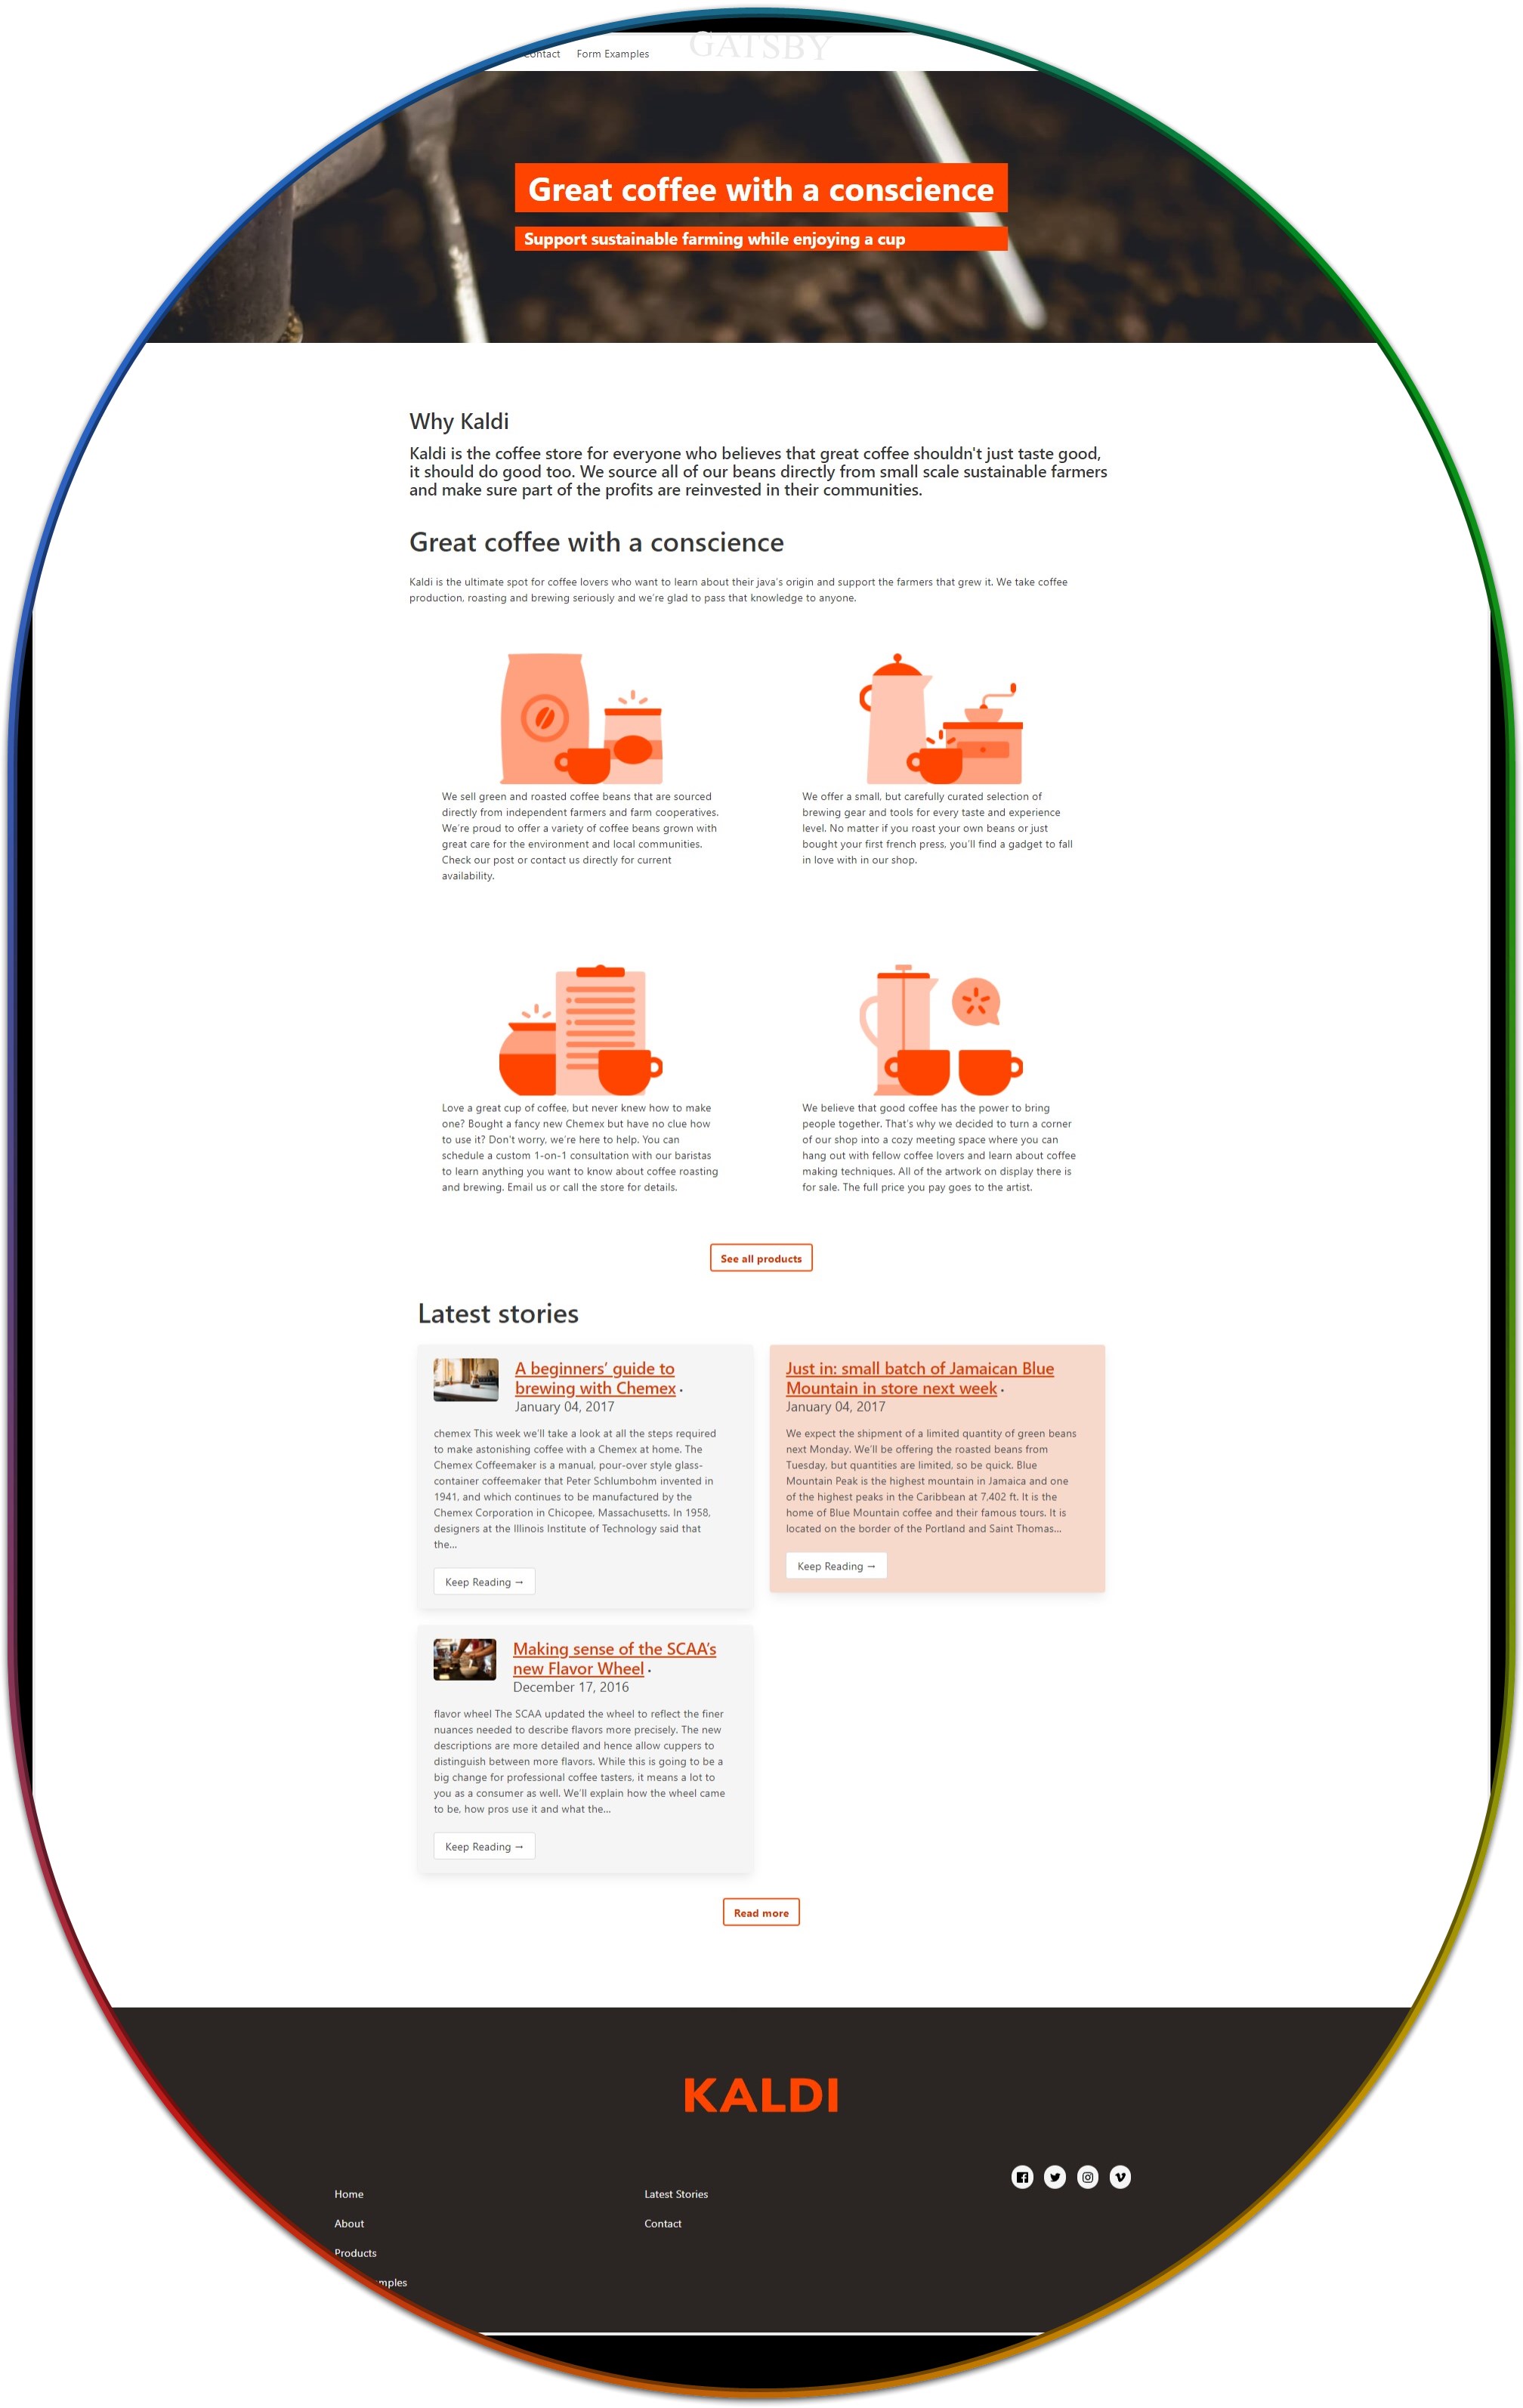 Contact Form Examples GATSBY
Great coffee with a conscience
Support sustainable farming while enjoying a cup
Why Kaldi
Kaldi is the coffee store for everyone who believes that great coffee shouldn't just taste good,
it should do good too. We source all of our beans directly from small scale sustainable farmers
and make sure part of the profits are reinvested in their communities.
Great coffee with a conscience
Kaldi is the ultimate spot for coffee lovers who want to learn about their java's origin and support the farmers that grew it. We take coffee
production, roasting and brewing seriously and we're glad to pass that knowledge to anyone.
We sell green and roasted coffee beans that are sourced
directly from independent farmers and farm cooperatives.
We're proud to offer a variety of coffee beans grown with
great care for the environment and local communities.
Check our post or contact us directly for current
availability.
We offer a small, but carefully curated selection of
brewing gear and tools for every taste and experience
level. No matter if you roast your own beans or just
bought your first french press, you'll find a gadget to fall
in love with in our shop.
Love a great cup of coffee, but never knew how to make
one? Bought a fancy new Chemex but have no clue how
to use it? Don't worry, we're here to help. You can
schedule a custom 1-on-1 consultation with our baristas
to learn anything you want to know about coffee roasting
and brewing. Email us or call the store for details.
We believe that good coffee has the power to bring
people together. That's why we decided to turn a corner
of our shop into a cozy meeting space where you can
hang out with fellow coffee lovers and learn about coffee
making techniques. All of the artwork on display there is
for sale. The full price you pay goes to the artist.
See all products
Latest stories
A beginners' guide to
brewing with Chemex •
January 04, 2017
chemex This week we'll take a look at all the steps required
to make astonishing coffee with a Chemex at home. The
Chemex Coffeemaker is a manual, pour-over style glass-
container coffeemaker that Peter Schlumbohm invented in
1941, and which continues to be manufactured by the
Chemex Corporation in Chicopee, Massachusetts. In 1958,
designers at the Illinois Institute of Technology said that
the…
Keep Reading →
Just in: small batch of Jamaican Blue
Mountain in store next week •
January 04, 2017
We expect the shipment of a limited quantity of green beans
next Monday. We'll be offering the roasted beans from
Tuesday, but quantities are limited, so be quick. Blue
Mountain Peak is the highest mountain in Jamaica and one
of the highest peaks in the Caribbean at 7,402 ft. It is the
home of Blue Mountain coffee and their famous tours. It is
located on the border of the Portland and Saint Thomas…
Keep Reading →
Making sense of the SCAA's
new Flavor Wheel •
December 17, 2016
flavor wheel The SCAA updated the wheel to reflect the finer
nuances needed to describe flavors more precisely. The new
descriptions are more detailed and hence allow cuppers to
distinguish between more flavors. While this is going to be a
big change for professional coffee tasters, it means a lot to
you as a consumer as well. We'll explain how the wheel came
to be, how pros use it and what the…
Keep Reading →
Read more
KALDI
Home
About
Products
mples
Latest Stories
Contact